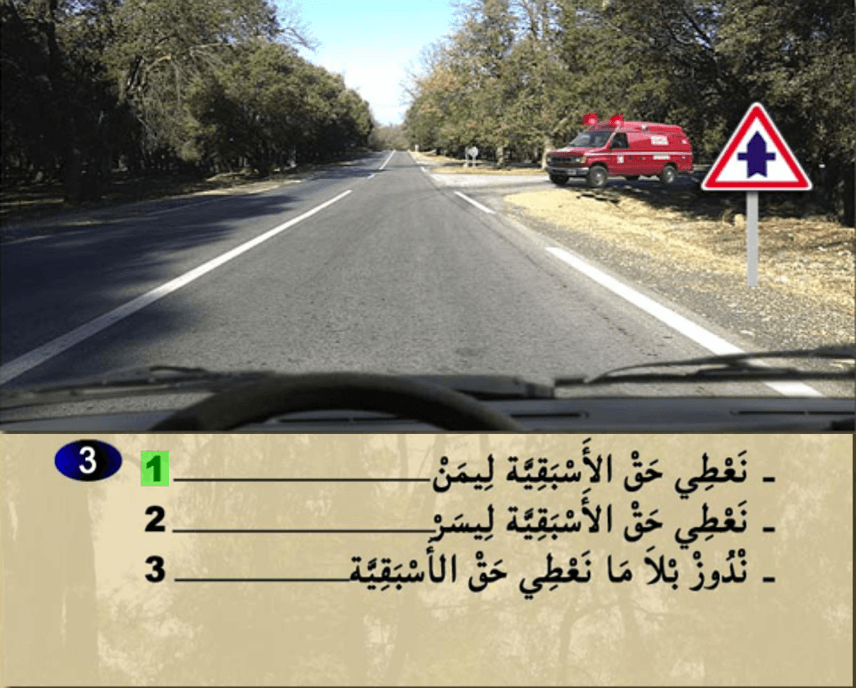 3
- نَعْطِي حَقْ الأَسْبَقِيَّة لِيمَنْ 1
- نَعْطِي حَقْ الأَسْبَقِيَّة لِيسَرْ 2
- نْدُوزْ بْلاَ مَا نَعْطِي حَقْ الأَسْبَقِيَّة 3